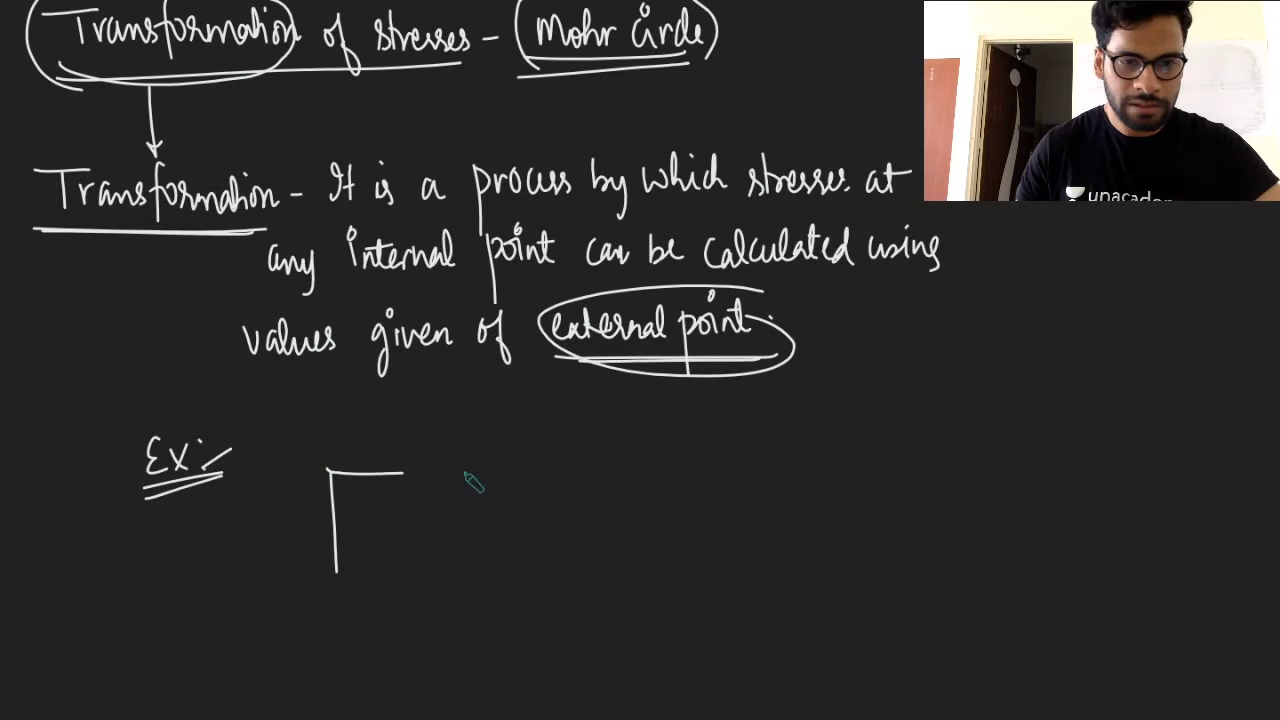 Transformation of stresses - Mohr Circle
Transformation - It is a process by which stresses at
any internal point can be calculated using
values given of external point.
Ex:-
unacadem